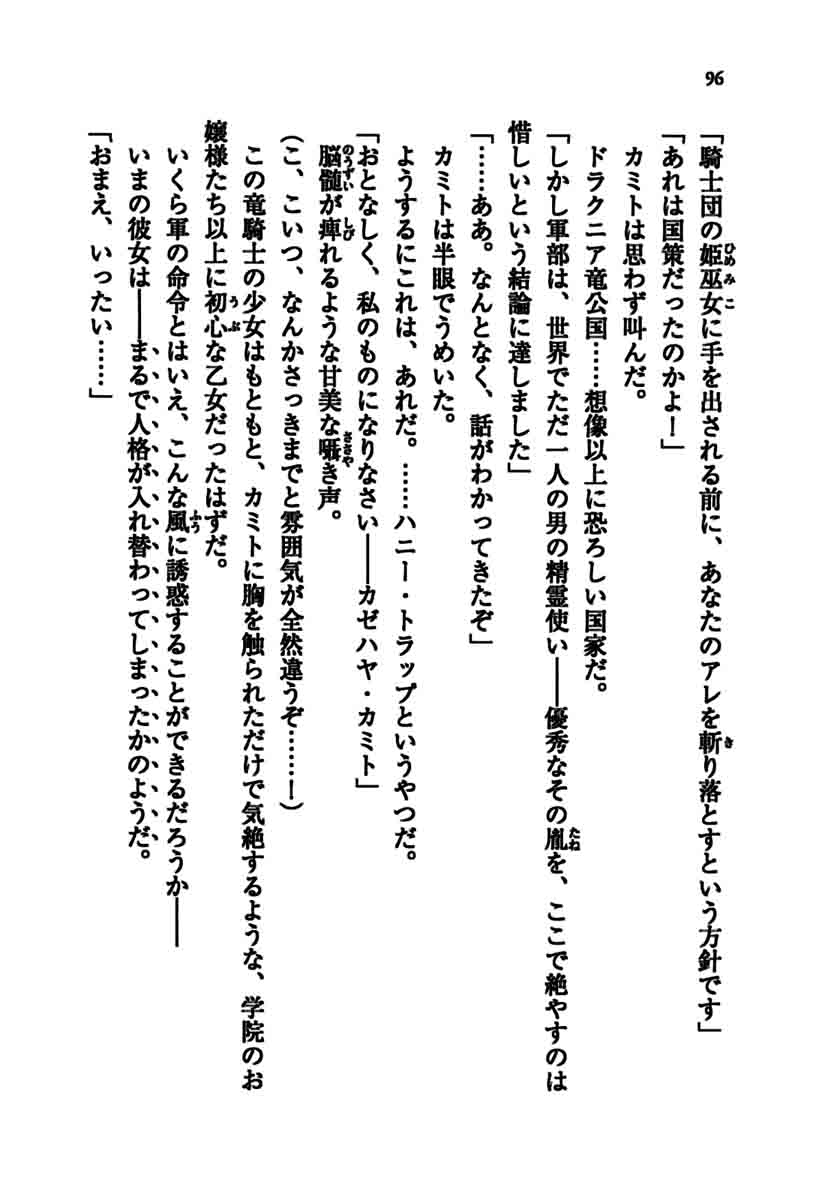 96
「騎士団の姫巫女に手を出される前に、あなたのアレを斬り落とすという方針です」
「あれは国策だったのかよ！」
カミトは思わず叫んだ。
ドラクニア竜公国……想像以上に恐ろしい国家だ。
「しかし軍部は、世界でただ一人の男の精霊使い――優秀なその胤を、ここで絶やすのは
惜しいという結論に達しました」
「……ああ。なんとなく、話がわかってきたぞ」
カミトは半眼でうめいた。
ようするにこれは、あれだ。……ハニー・トラップというやつだ。
「おとなしく、私のものになりなさい――カゼハヤ・カミト」
脳髄が痺れるような甘美な囁き声。
（こ、こいつ、なんかさっきまでと雰囲気が全然違うぞ……！）
この竜騎士の少女はもともと、カミトに胸を触られただけで気絶するような、学院のお
嬢様たち以上に初心な乙女だったはずだ。
いくら軍の命令とはいえ、こんな風に誘惑することができるだろうか――
いまの彼女は――まるで人格が入れ替わってしまったかのようだ。
「おまえ、いったい……」